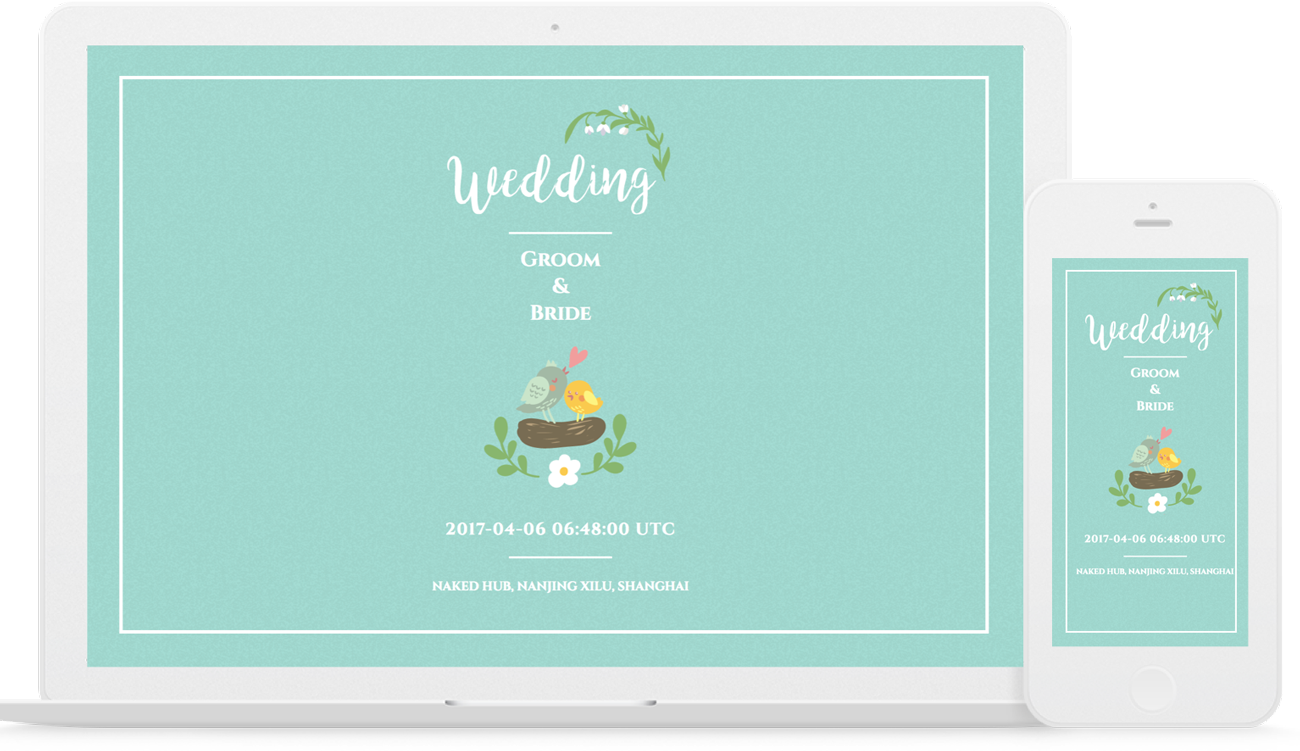 Wedding
GROOM
&
BRIDE
2017-04-06 06:48:00 UTC
NAKED HUB, NANJING XILU, SHANGHAI
Wedding
GROOM
&
BRIDE
2017-04-06 06:48:00 UTC
NAKED HUB, NANJING XILU, SHANGHAI